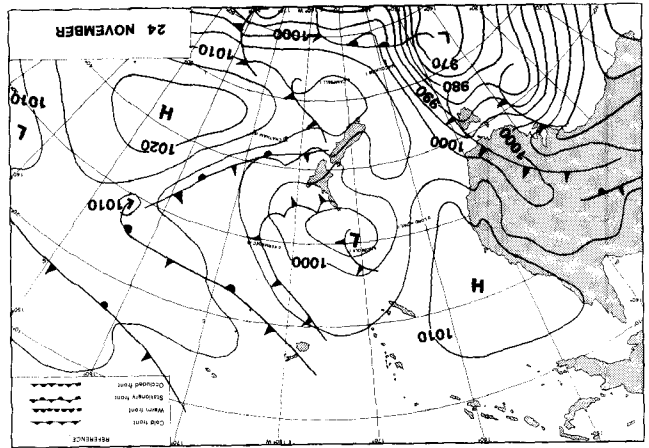 REFERENCE
Cold front
Warm front
Stationary front
Occluded front
1010
H
1000
L
L 1010
1000
1000
1020
L
H
1010
990
980
970
1010
L
1000
24 NOVEMBER